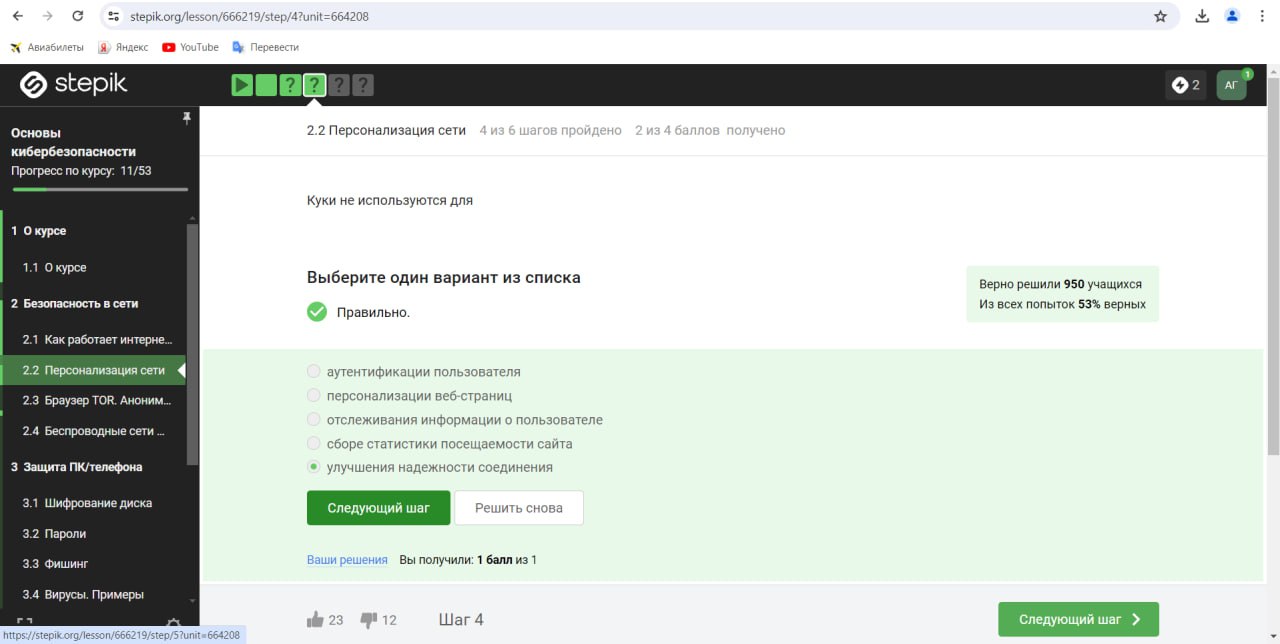 stepik.org/lesson/666219/step/4?unit=664208
Авиабилеты
Яндекс
YouTube
Перевести
stepik
? ? ? ?
2
АГ
1
Основы
кибербезопасности
Прогресс по курсу: 11/53
2.2 Персонализация сети 4 из 6 шагов пройдено 2 из 4 баллов получено
1 О курсе
1.1 О курсе
2 Безопасность в сети
2.1 Как работает интерне...
2.2 Персонализация сети
2.3 Браузер TOR. Аноним...
2.4 Беспроводные сети ...
3 Защита ПК/телефона
3.1 Шифрование диска
3.2 Пароли
3.3 Фишинг
3.4 Вирусы. Примеры
Куки не используются для
Выберите один вариант из списка
Правильно.
Верно решили 950 учащихся
Из всех попыток 53% верных
аутентификации пользователя
персонализации веб-страниц
отслеживания информации о пользователе
сборе статистики посещаемости сайта
улучшения надежности соединения
Следующий шаг
Решить снова
Ваши решения Вы получили: 1 балл из 1
23
12
Шаг 4
Следующий шаг
https://stepik.org/lesson/666219/step/5?unit=664208